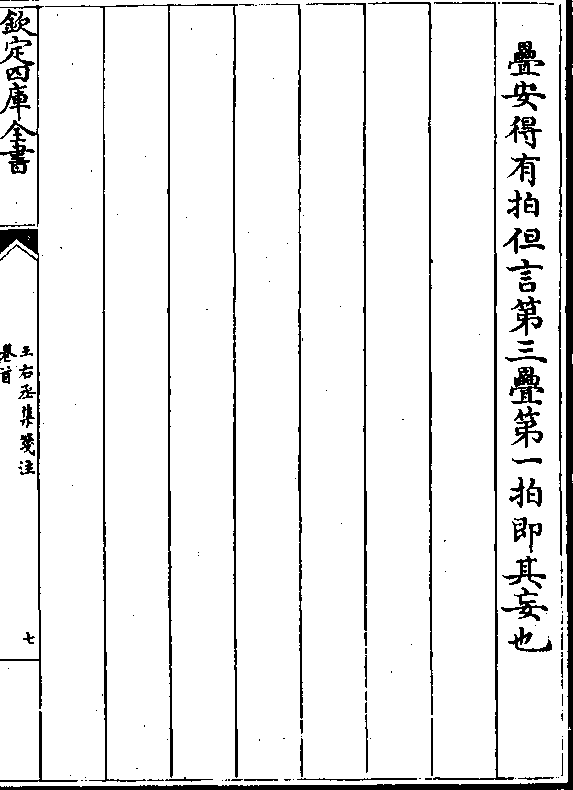 疊安得有拍但言第三疊第一拍即其妄也
欽定四庫全書
王右丞集箋注
卷首
七